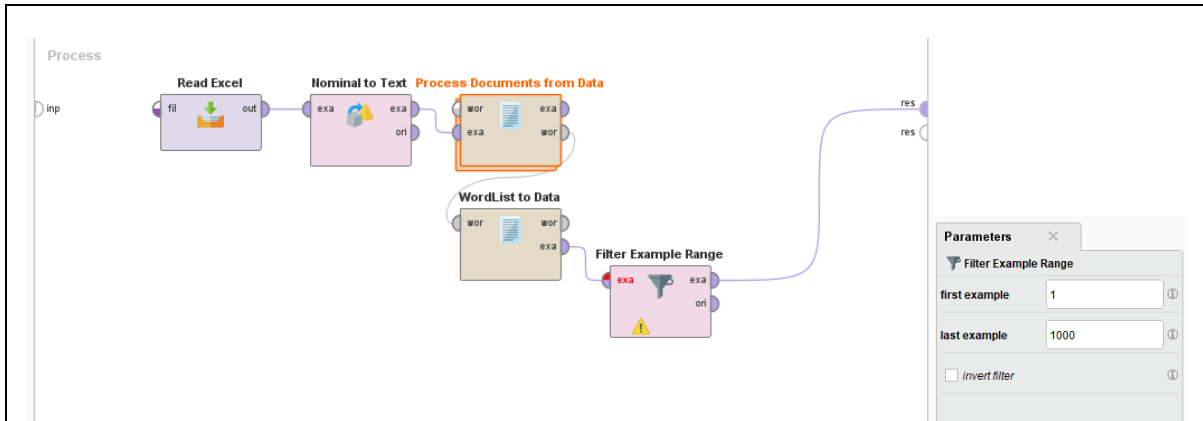 Process
Read Excel
Nominal to Text
Process Documents from Data
inp
fil
out
exa
exa
ori
wor
exa
exa
wor
res
res
WordList to Data
wor
wor
exa
Filter Example Range
exa
exa
ori
Parameters
Filter Example Range
first example
1
last example
1000
invert filter